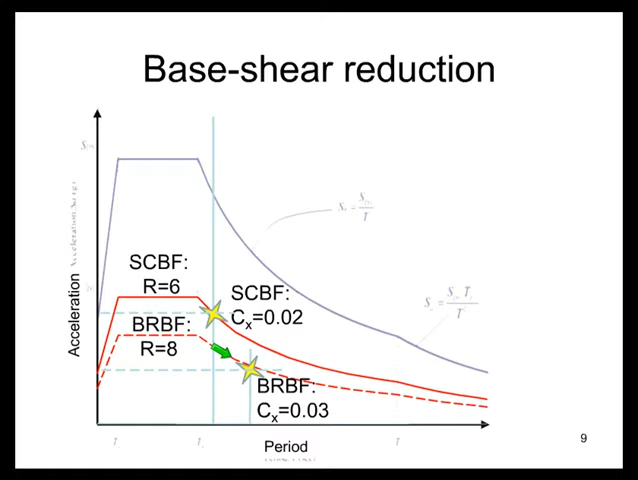 Base-shear reduction
SCBF:
R=6
SCBF:
Cx=0.02
BRBF:
R=8
BRBF:
Cx=0.03
Acceleration
Period
9